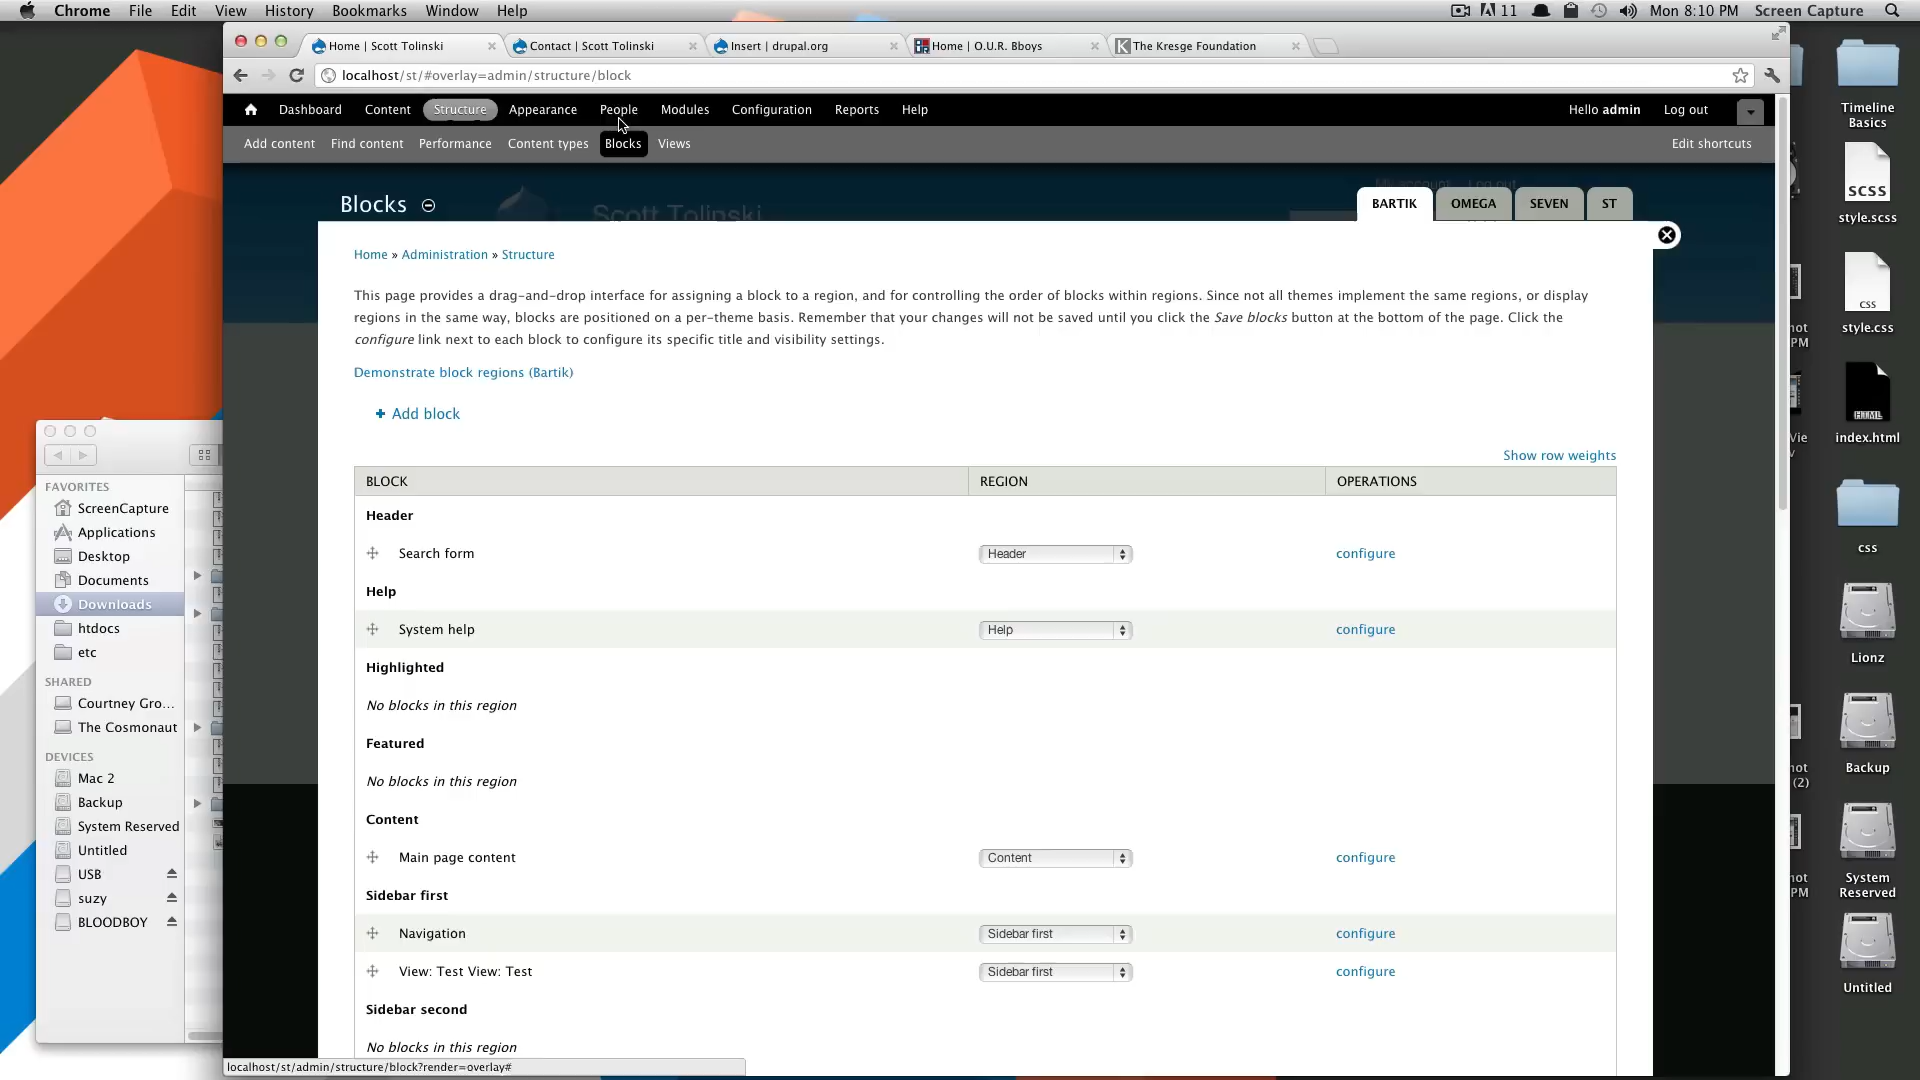 Chrome File Edit View History Bookmarks Window Help
11 Mon 8:10 PM Screen Capture
Home | Scott Tolinski
Contact | Scott Tolinski
Insert | drupal.org
Home | O.U.R. Bboys
The Kresge Foundation
localhost/st/#overlay=admin/structure/block
Dashboard Content Structure Appearance People Modules Configuration Reports Help
Hello admin Log out
Add content Find content Performance Content types Blocks Views
Edit shortcuts
Scott Tolinski
Blocks
BARTIK OMEGA SEVEN ST
Home » Administration » Structure
This page provides a drag-and-drop interface for assigning a block to a region, and for controlling the order of blocks within regions. Since not all themes implement the same regions, or display
regions in the same way, blocks are positioned on a per-theme basis. Remember that your changes will not be saved until you click the Save blocks button at the bottom of the page. Click the
configure link next to each block to configure its specific title and visibility settings.
Demonstrate block regions (Bartik)
+ Add block
Show row weights
BLOCK REGION OPERATIONS
Header
Search form Header configure
Help
System help Help configure
Highlighted
No blocks in this region
Featured
No blocks in this region
Content
Main page content Content configure
Sidebar first
Navigation Sidebar first configure
View: Test View: Test Sidebar first configure
Sidebar second
No blocks in this region
localhost/st/admin/structure/block?render=overlay#
FAVORITES
ScreenCapture
Applications
Desktop
Documents
Downloads
htdocs
etc
SHARED
Courtney Gro...
The Cosmonaut
DEVICES
Mac 2
Backup
System Reserved
Untitled
USB
suzy
BLOODBOY
Timeline
Basics
SCSS
style.scss
css
style.css
HTML
index.html
css
Lionz
Backup
System
Reserved
Untitled